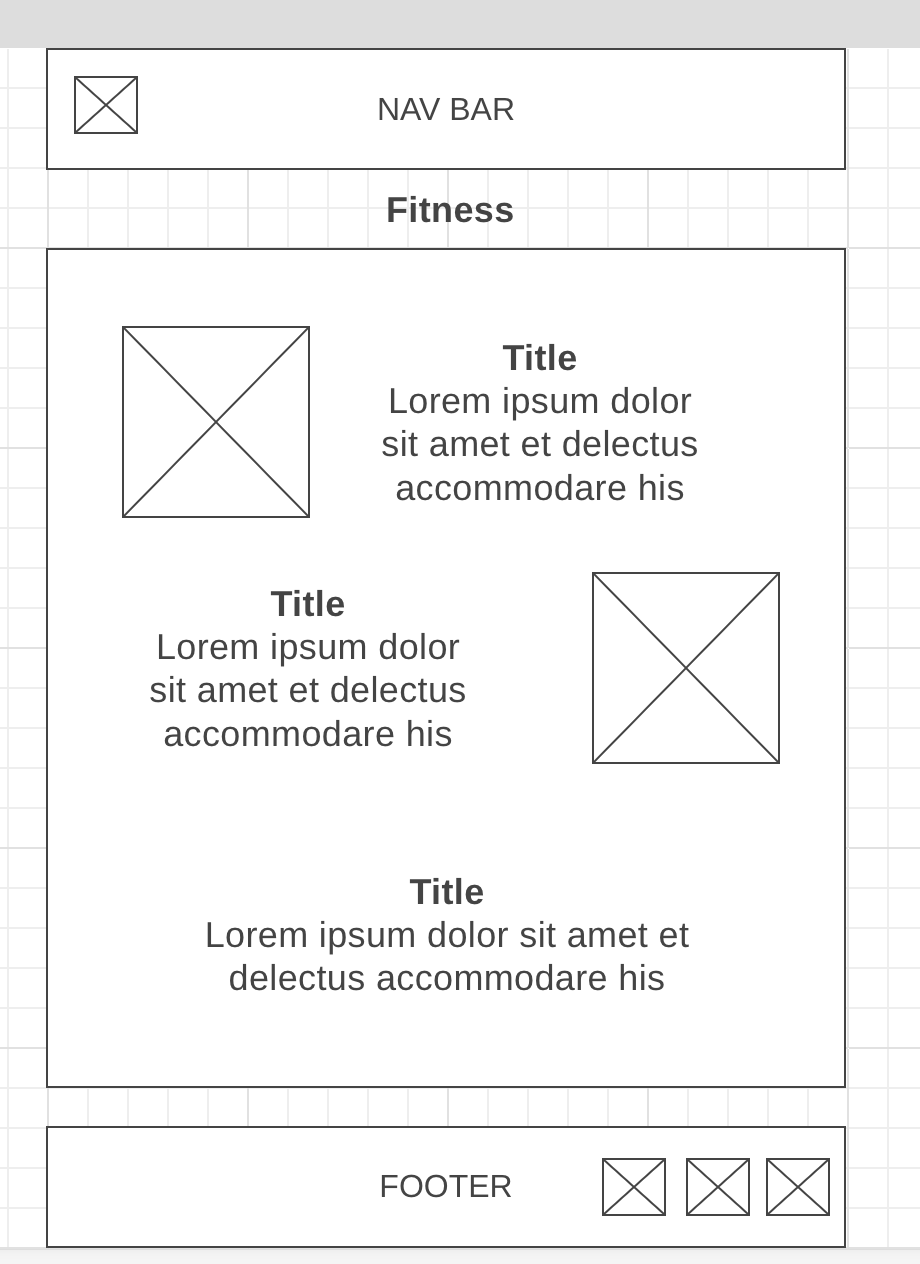 NAV BAR
Fitness
Title
Lorem ipsum dolor
sit amet et delectus
accommodare his
Title
Lorem ipsum dolor
sit amet et delectus
accommodare his
Title
Lorem ipsum dolor sit amet et
delectus accommodare his
FOOTER